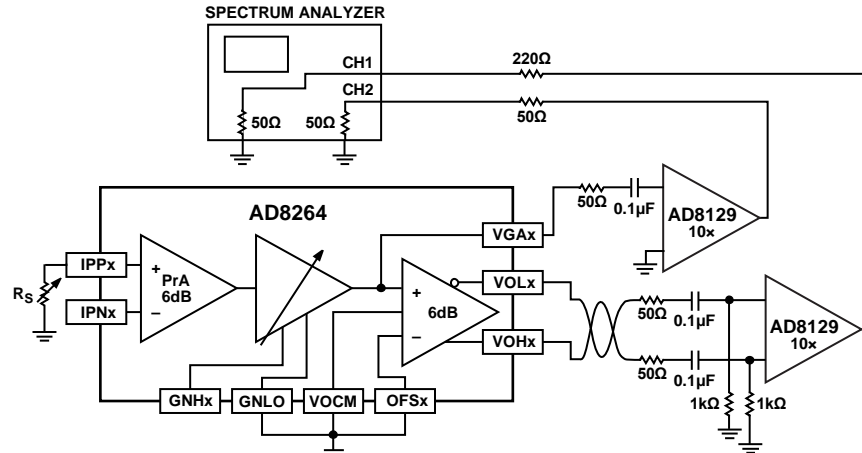 SPECTRUM ANALYZER
CH1
220Ω
CH2
50Ω
50Ω
50Ω
AD8264
50Ω
0.1µF
AD8129
10×
VGAx
IPPx
+
PrA
6dB
–
IPNx
RS
+
6dB
–
VOLx
VOHx
50Ω
0.1µF
50Ω
0.1µF
AD8129
10×
GNHx
GNLO
VOCM
OFSx
1kΩ
1kΩ